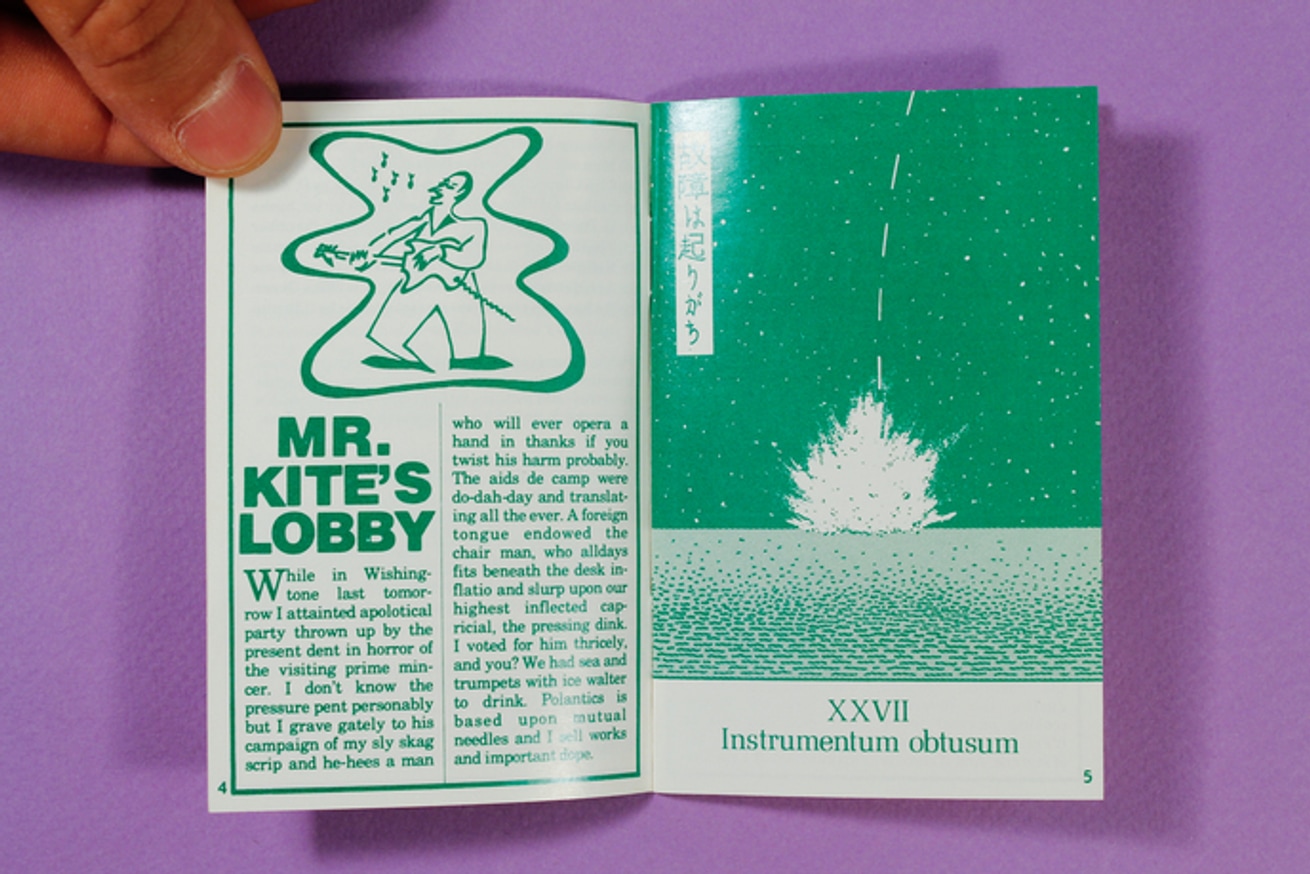 MR.
KITE'S
LOBBY
While in Wishing-
tone last tomor-
row I attainted apolotical
party thrown up by the
present dent in horror of
the visiting prime min-
cer. I don't know the
pressure pent personably
but I grave gately to his
campaign of my sly skag
scrip and he-hees a man
who will ever opera a
hand in thanks if you
twist his harm probably.
The aids de camp were
do-dah-day and translat-
ing all the ever. A foreign
tongue endowed the
chair man, who alldays
fits beneath the desk in-
flatio and slurp upon our
highest inflected cap-
ricial, the pressing dink.
I voted for him thricely,
and you? We had sea and
trumpets with ice walter
to drink. Polantics is
based upon mutual
needles and I sell works
and important dope.
4
故障は起りがち
XXVII
Instrumentum obtusum
5